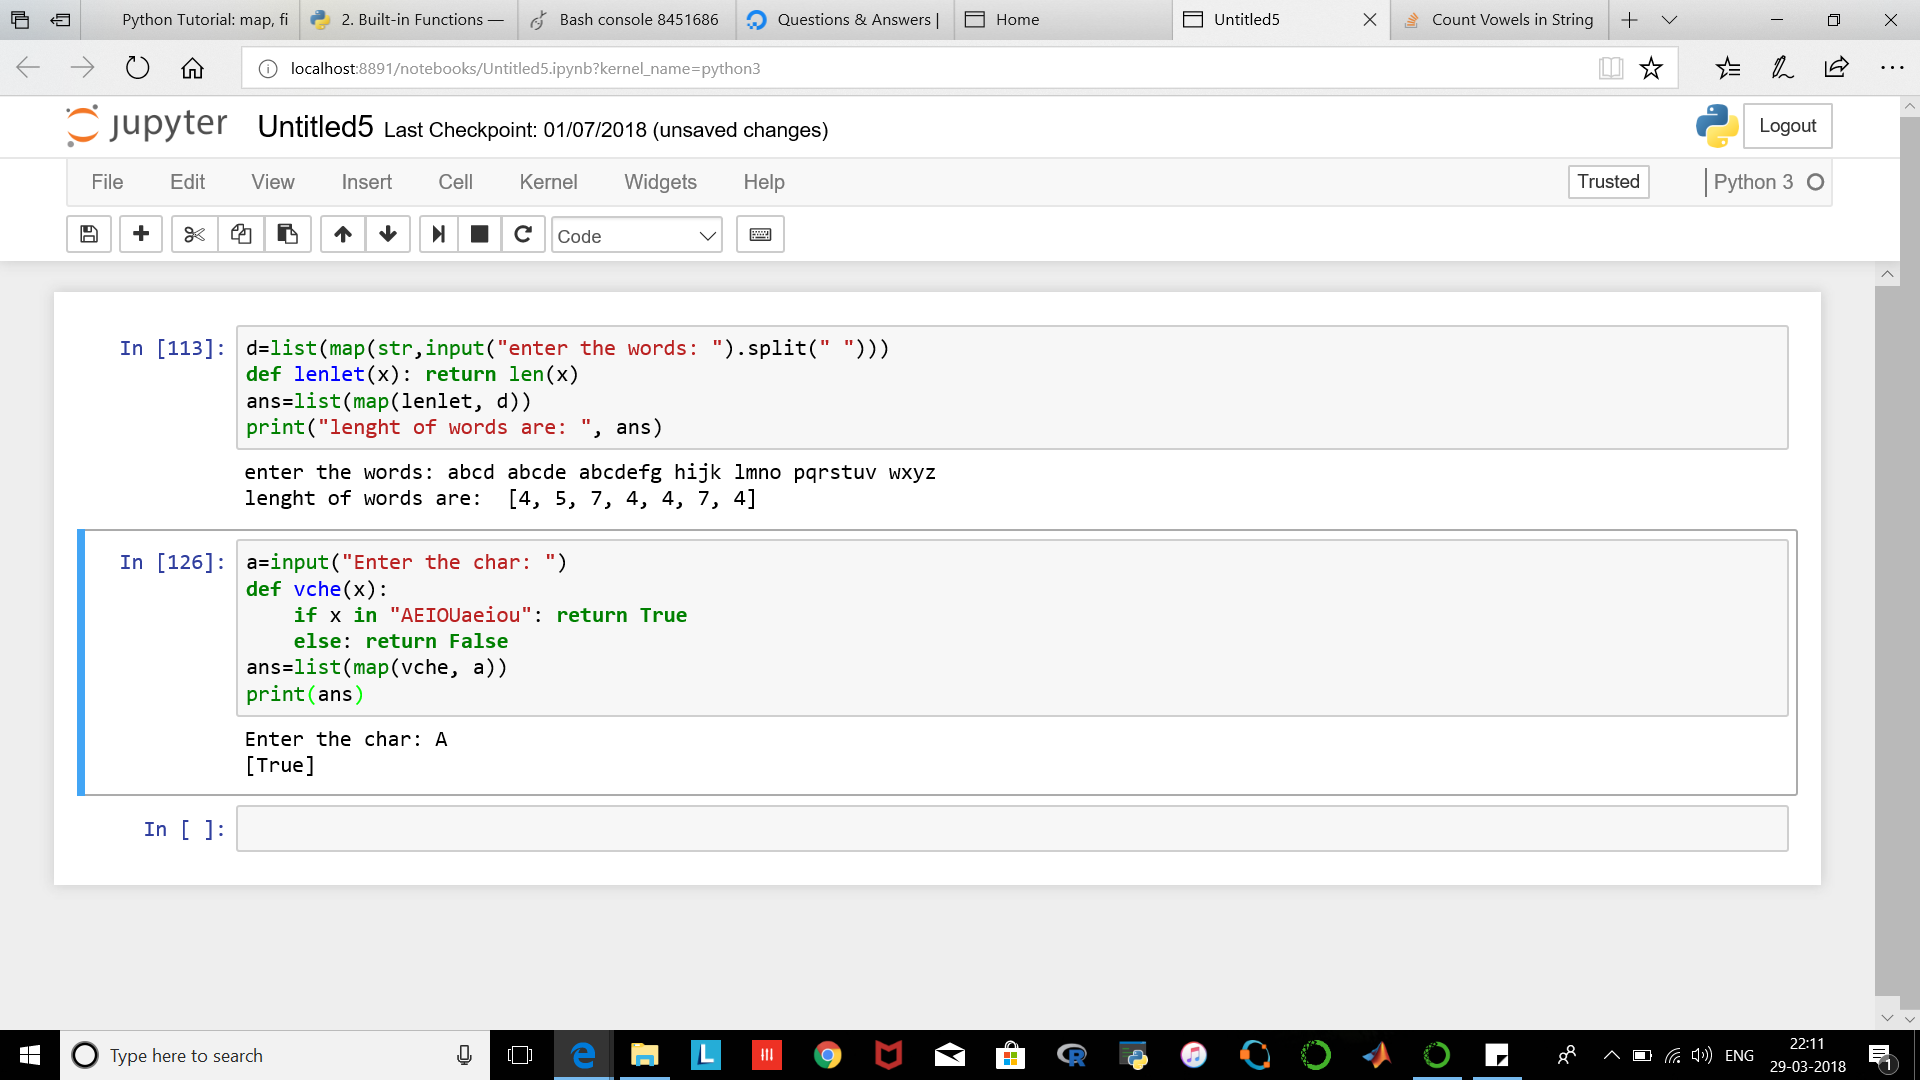 Python Tutorial: map, fi
2. Built-in Functions —
Bash console 8451686
Questions & Answers |
Home
Untitled5
Count Vowels in String
localhost:8891/notebooks/Untitled5.ipynb?kernel_name=python3
jupyter Untitled5 Last Checkpoint: 01/07/2018 (unsaved changes)
Logout
File Edit View Insert Cell Kernel Widgets Help
Trusted
Python 3
Code
In [113]: d=list(map(str,input("enter the words: ").split(" ")))
def lenlet(x): return len(x)
ans=list(map(lenlet, d))
print("lenght of words are: ", ans)
enter the words: abcd abcde abcdefg hijk lmno pqrstuv wxyz
lenght of words are:  [4, 5, 7, 4, 4, 7, 4]
In [126]: a=input("Enter the char: ")
def vche(x):
    if x in "AEIOUaeiou": return True
    else: return False
ans=list(map(vche, a))
print(ans)
Enter the char: A
[True]
In [ ]:
Type here to search
ENG
22:11
29-03-2018
1